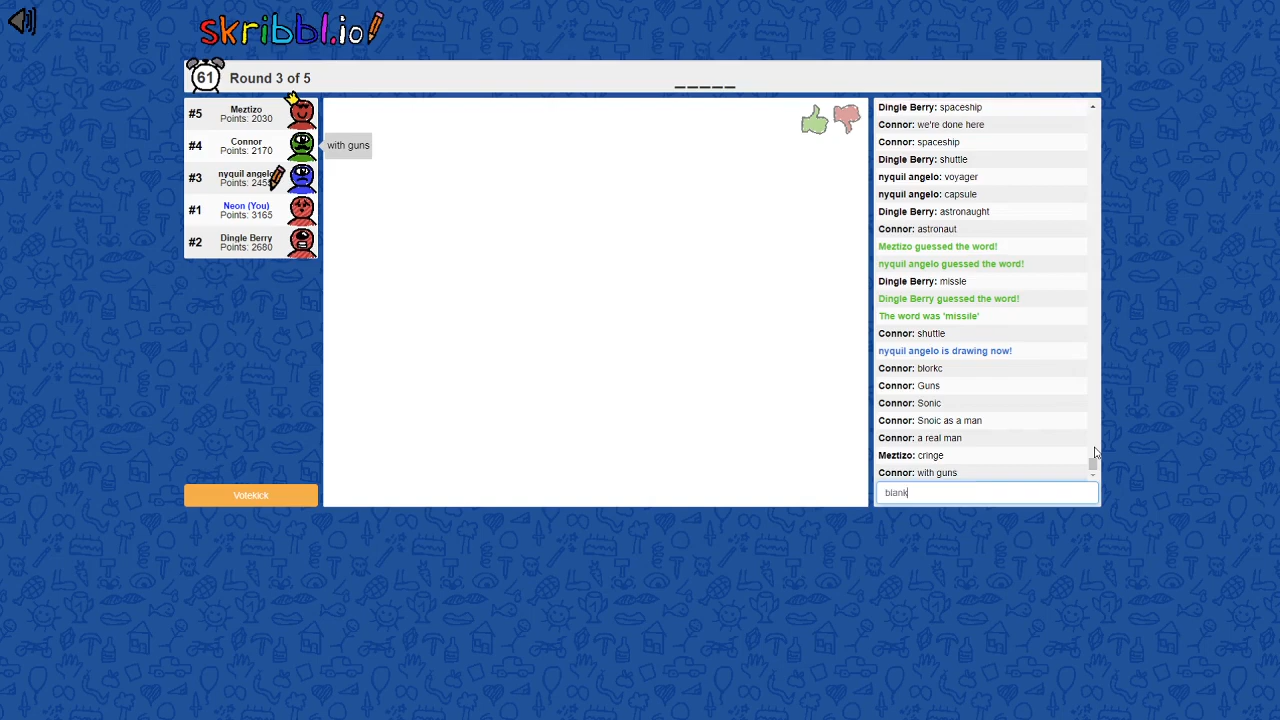 skribbl.io
61 Round 3 of 5
_ _ _ _ _
#5 Meztizo
Points: 2030
#4 Connor
Points: 2170
with guns
#3 nyquil angelo
Points: 2455
#1 Neon (You)
Points: 3165
#2 Dingle Berry
Points: 2680
Votekick
Dingle Berry: spaceship
Connor: we're done here
Connor: spaceship
Dingle Berry: shuttle
nyquil angelo: voyager
nyquil angelo: capsule
Dingle Berry: astronaught
Connor: astronaut
Meztizo guessed the word!
nyquil angelo guessed the word!
Dingle Berry: missle
Dingle Berry guessed the word!
The word was 'missile'
Connor: shuttle
nyquil angelo is drawing now!
Connor: blorkc
Connor: Guns
Connor: Sonic
Connor: Snoic as a man
Connor: a real man
Meztizo: cringe
Connor: with guns
blank